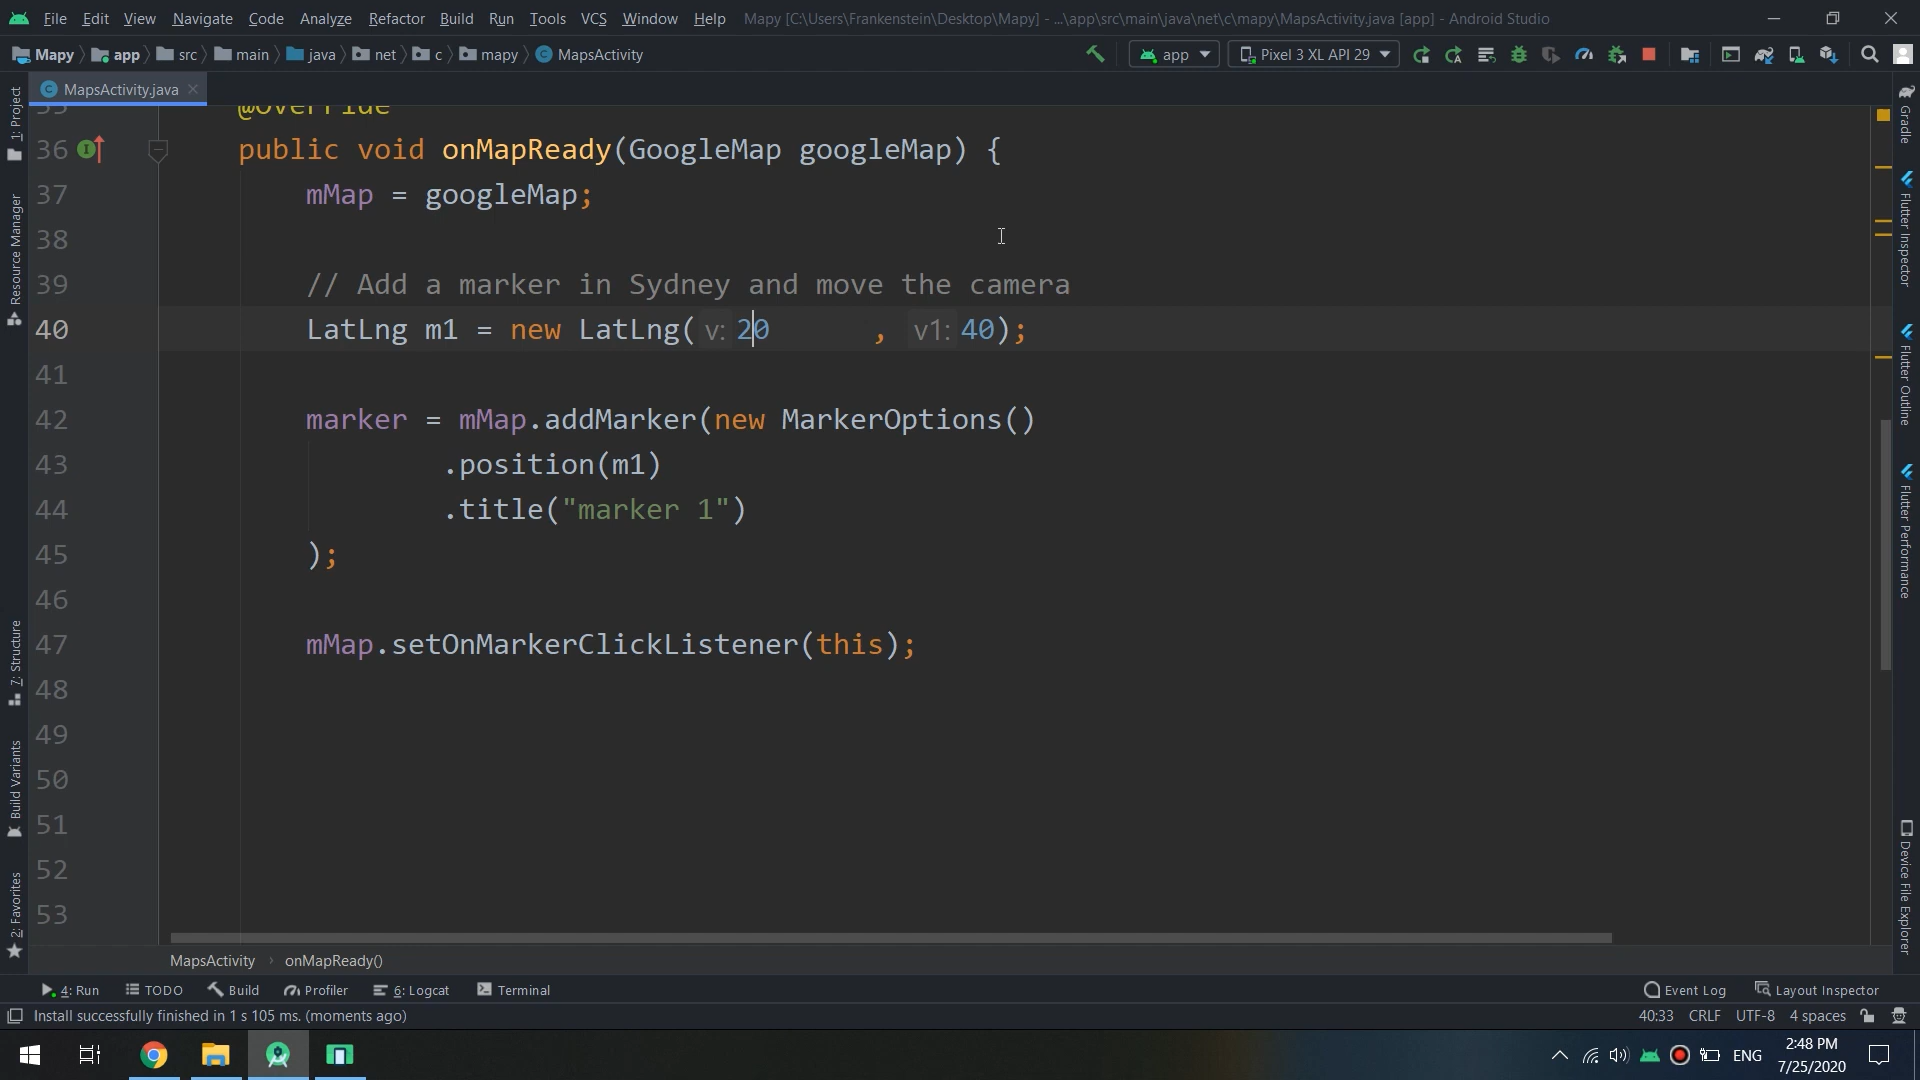 File Edit View Navigate Code Analyze Refactor Build Run Tools VCS Window Help Mapy [C:\Users\Frankenstein\Desktop\Mapy] - ...\app\src\main\java\net\c\mapy\MapsActivity.java [app] - Android Studio
Mapy app src main java net c mapy MapsActivity app Pixel 3 XL API 29
MapsActivity.java
35 @Override
36 public void onMapReady(GoogleMap googleMap) {
37 mMap = googleMap;
38
39 // Add a marker in Sydney and move the camera
40 LatLng m1 = new LatLng( v: 20 , v1: 40);
41
42 marker = mMap.addMarker(new MarkerOptions()
43 .position(m1)
44 .title("marker 1")
45 );
46
47 mMap.setOnMarkerClickListener(this);
48
49
50
51
52
53
1: Project
Resource Manager
7: Structure
Build Variants
2: Favorites
Gradle
Flutter Inspector
Flutter Outline
Flutter Performance
Device File Explorer
MapsActivity › onMapReady()
4: Run TODO Build Profiler 6: Logcat Terminal Event Log Layout Inspector
Install successfully finished in 1 s 105 ms. (moments ago) 40:33 CRLF UTF-8 4 spaces
ENG 2:48 PM
7/25/2020